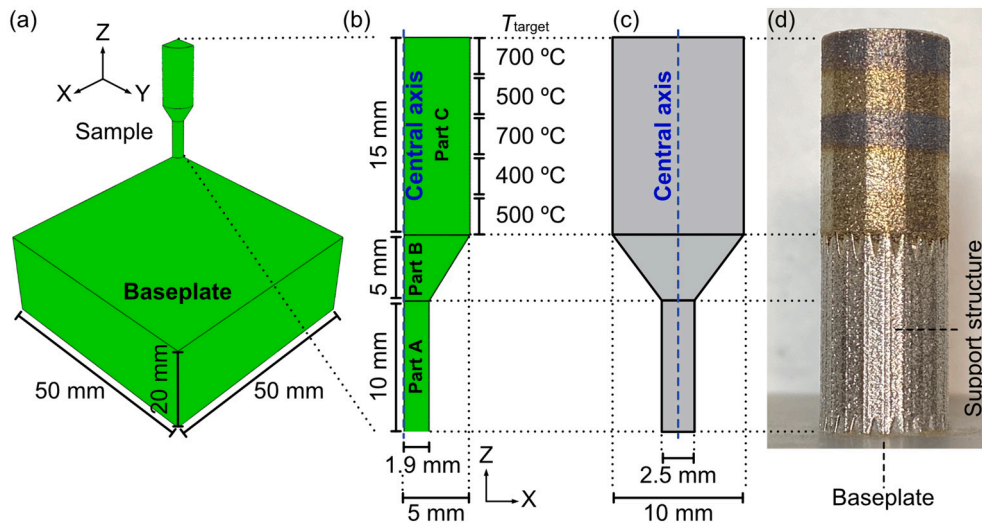 (a)
Z
X
Y
Sample
Baseplate
50 mm
20 mm
50 mm
(b)
T target
15 mm
Central axis
Part C
700 ºC
500 ºC
700 ºC
400 ºC
500 ºC
5 mm
Part B
10 mm
Part A
1.9 mm
5 mm
Z
X
(c)
Central axis
2.5 mm
10 mm
(d)
Support structure
Baseplate